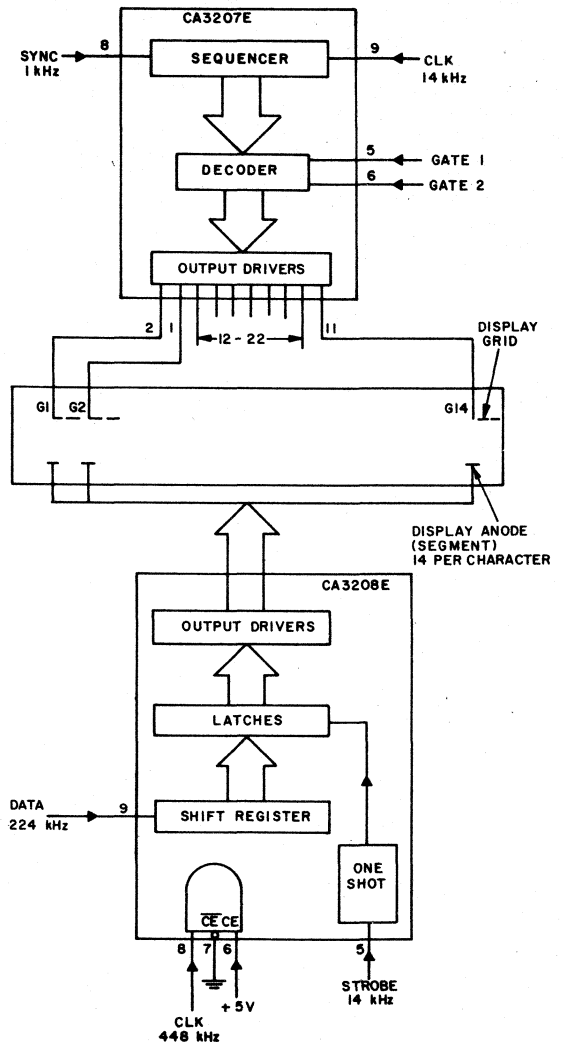 CA3207E
SYNC
1 kHz
8
SEQUENCER
9
CLK
14 kHz
DECODER
5
GATE 1
6
GATE 2
OUTPUT DRIVERS
2
1
12 - 22
11
DISPLAY
GRID
G1
G2
G14
DISPLAY ANODE
(SEGMENT)
14 PER CHARACTER
CA3208E
OUTPUT DRIVERS
LATCHES
DATA
224 kHz
9
SHIFT REGISTER
ONE
SHOT
CE CE
8
7
6
5
+5V
CLK
448 kHz
STROBE
14 kHz